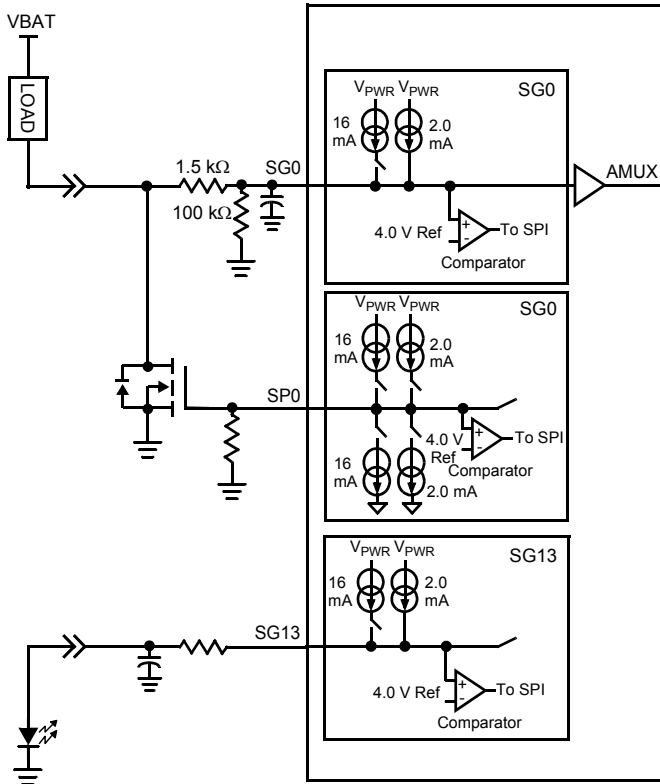 VBAT
LOAD
1.5 kΩ
100 kΩ
SG0
VPWR VPWR
SG0
16 mA
2.0 mA
4.0 V Ref
+
-
To SPI
Comparator
AMUX
VPWR VPWR
SG0
16 mA
2.0 mA
SP0
4.0 V Ref
+
-
To SPI
Comparator
16 mA
2.0 mA
VPWR VPWR
SG13
16 mA
2.0 mA
SG13
4.0 V Ref
+
-
To SPI
Comparator